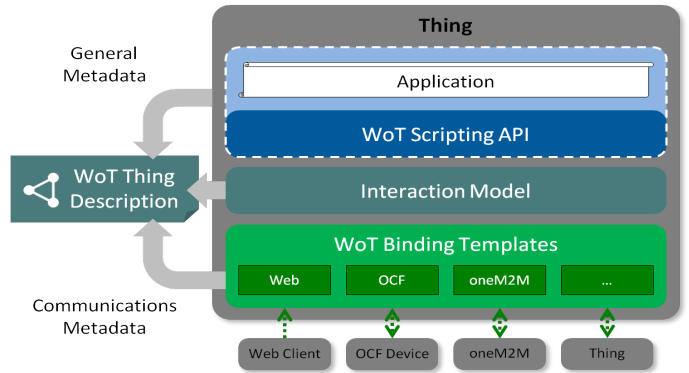 Thing
General
Metadata
Application
WoT Scripting API
WoT Thing
Description
Interaction Model
WoT Binding Templates
Web
OCF
oneM2M
...
Communications
Metadata
Web Client
OCF Device
oneM2M
Thing